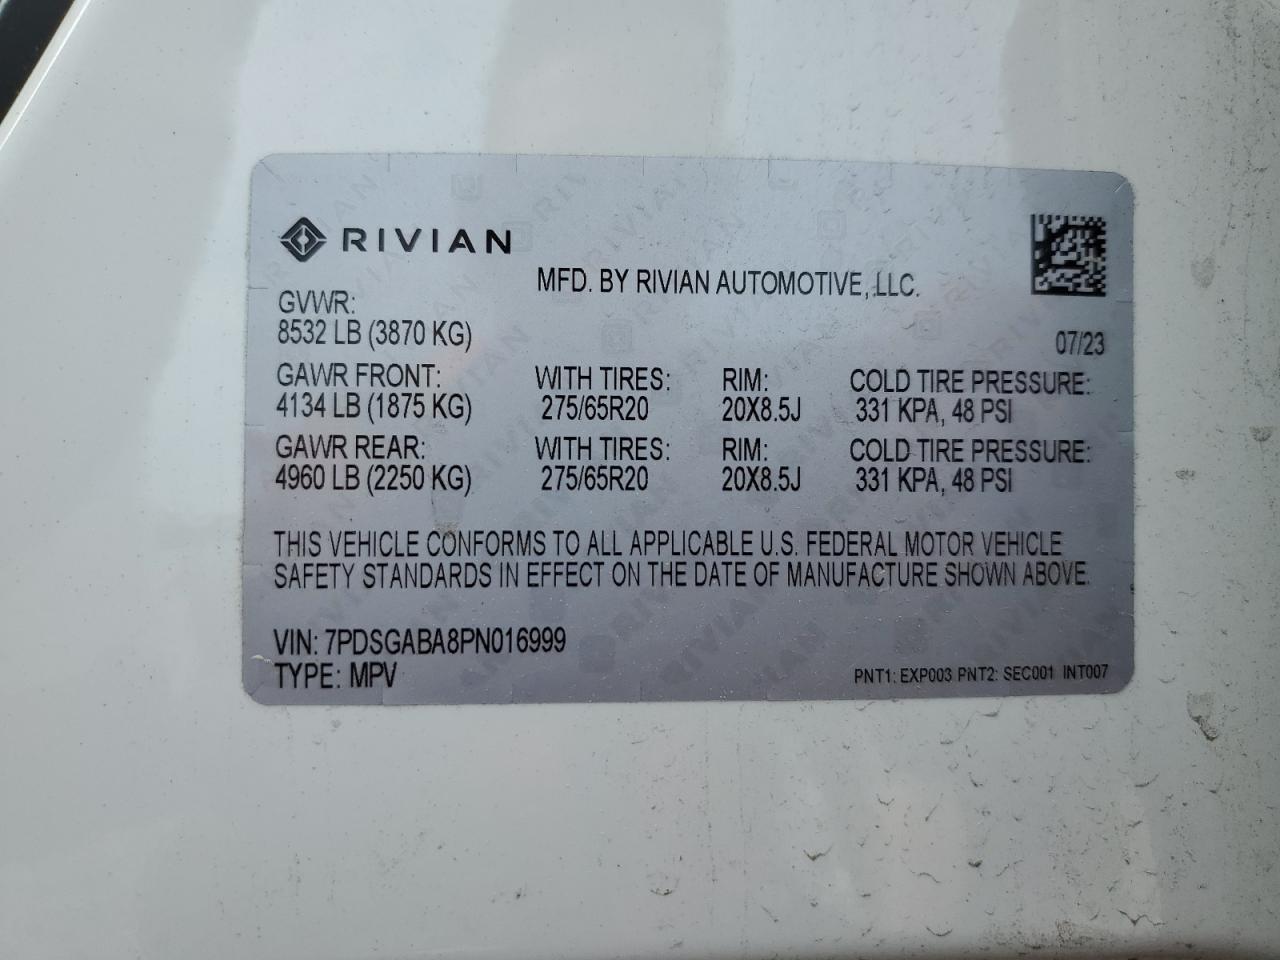 RIVIAN
MFD. BY RIVIAN AUTOMOTIVE, LLC.
GVWR:
8532 LB (3870 KG)
07/23
GAWR FRONT: WITH TIRES: RIM: COLD TIRE PRESSURE:
4134 LB (1875 KG) 275/65R20 20X8.5J 331 KPA, 48 PSI
GAWR REAR: WITH TIRES: RIM: COLD TIRE PRESSURE:
4960 LB (2250 KG) 275/65R20 20X8.5J 331 KPA, 48 PSI
THIS VEHICLE CONFORMS TO ALL APPLICABLE U.S. FEDERAL MOTOR VEHICLE
SAFETY STANDARDS IN EFFECT ON THE DATE OF MANUFACTURE SHOWN ABOVE.
VIN: 7PDSGABA8PN016999
TYPE: MPV
PNT1: EXP003 PNT2: SEC001 INT007